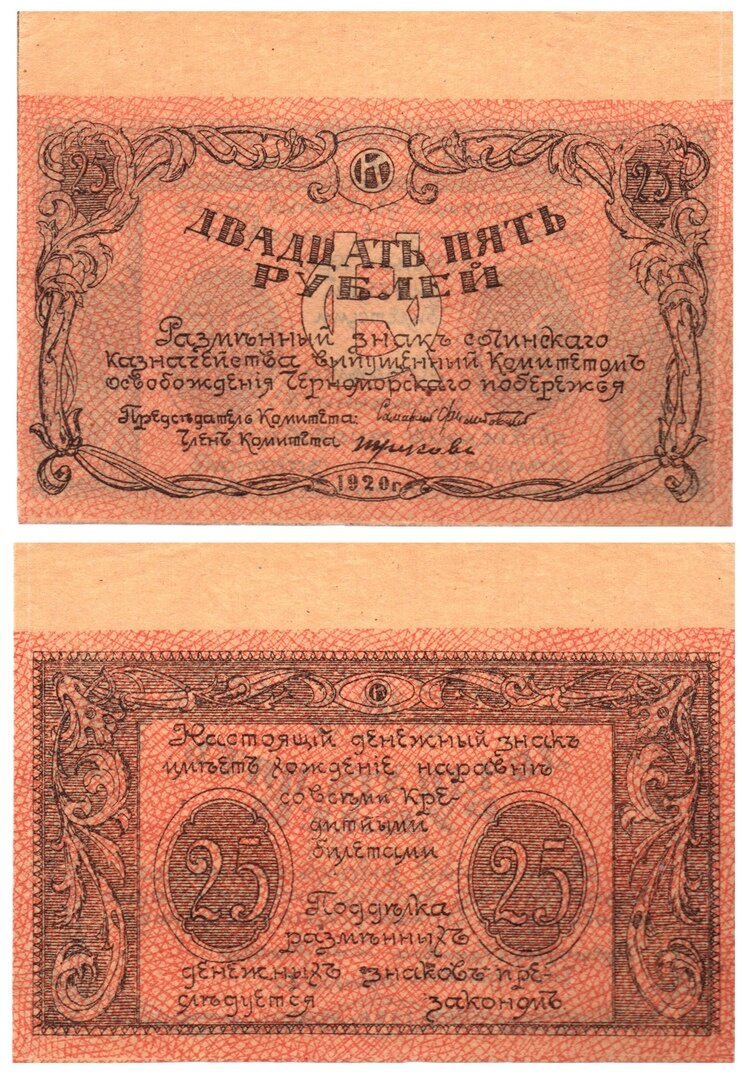 25
25
ДВАДЦАТЬ ПЯТЬ
РУБЛЕЙ
Размѣнный знакъ сочинскаго
казначейства выпущенный Комитетомъ
освобожденія Черноморскаго побережья
Предсѣдатель Комитета:
Членъ Комитета
1920г.
Настоящій денежный знакъ
имѣетъ хожденіе наравнѣ
со всѣми кре-
дитными
билетами
25
25
Поддѣлка
размѣнныхъ
денежныхъ знаковъ пре-
слѣдуется закономъ